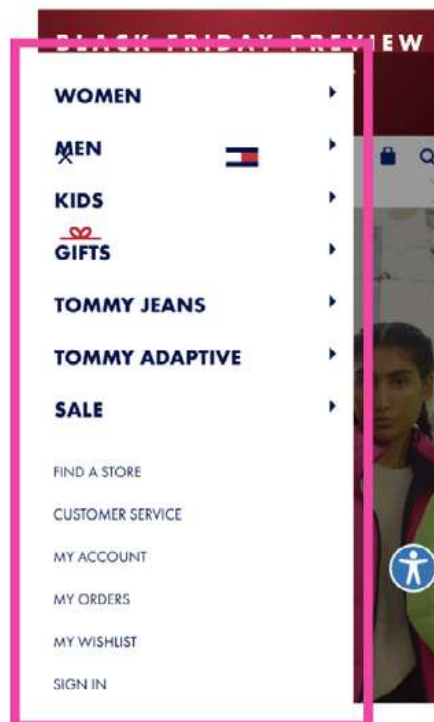 BLACK FRIDAY PREVIEW
WOMEN
MEN
KIDS
GIFTS
TOMMY JEANS
TOMMY ADAPTIVE
SALE
FIND A STORE
CUSTOMER SERVICE
MY ACCOUNT
MY ORDERS
MY WISHLIST
SIGN IN